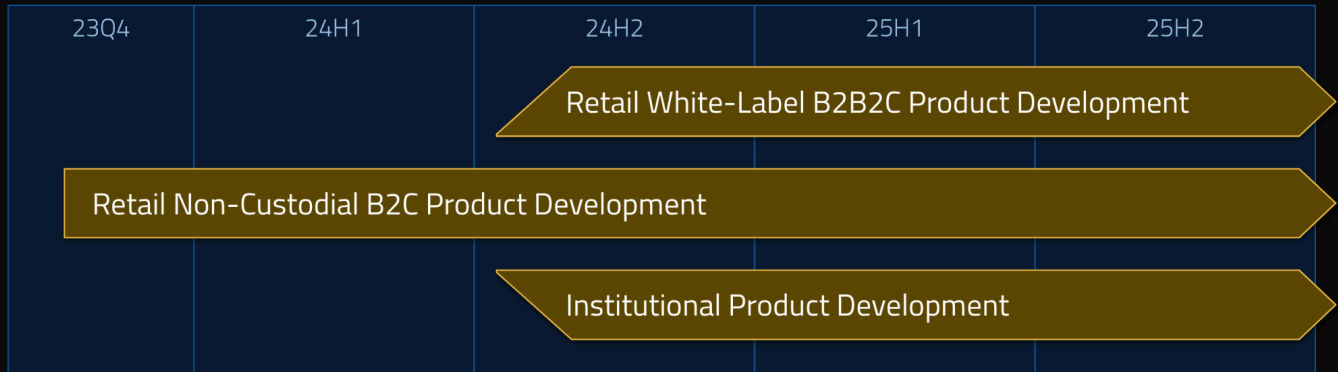 23Q4 24H1 24H2 25H1 25H2
Retail White-Label B2B2C Product Development
Retail Non-Custodial B2C Product Development
Institutional Product Development